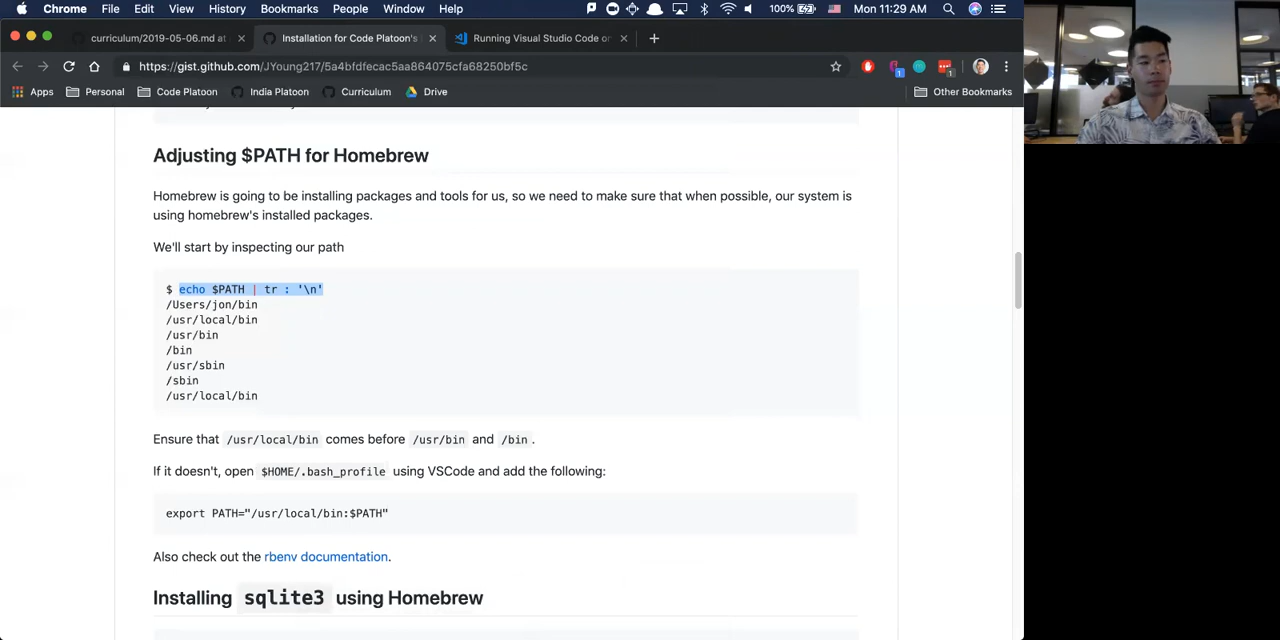 Chrome File Edit View History Bookmarks People Window Help 100% Mon 11:29 AM
curriculum/2019-05-06.md at Installation for Code Platoon's Running Visual Studio Code on
https://gist.github.com/JYoung217/5a4bfdfecac5aa864075cfa68250bf5c
Apps Personal Code Platoon India Platoon Curriculum Drive Other Bookmarks
Adjusting $PATH for Homebrew
Homebrew is going to be installing packages and tools for us, so we need to make sure that when possible, our system is
using homebrew's installed packages.
We'll start by inspecting our path
$ echo $PATH | tr : '\n'
/Users/jon/bin
/usr/local/bin
/usr/bin
/bin
/usr/sbin
/sbin
/usr/local/bin
Ensure that /usr/local/bin comes before /usr/bin and /bin.
If it doesn't, open $HOME/.bash_profile using VSCode and add the following:
export PATH="/usr/local/bin:$PATH"
Also check out the rbenv documentation.
Installing sqlite3 using Homebrew